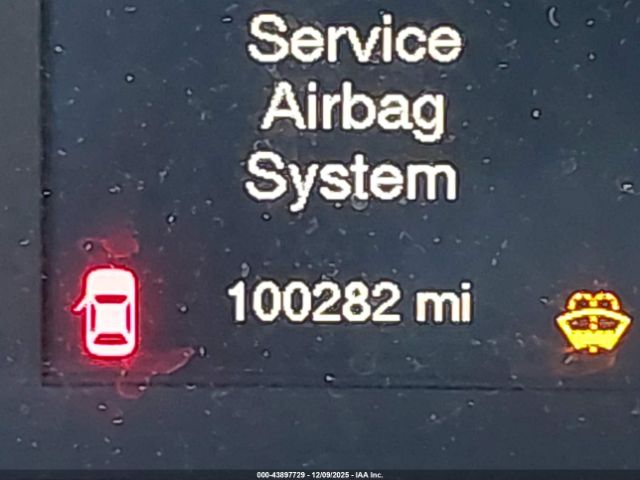 Service
Airbag
System
100282 mi
000-43897729 - 12/09/2025 - IAA Inc.